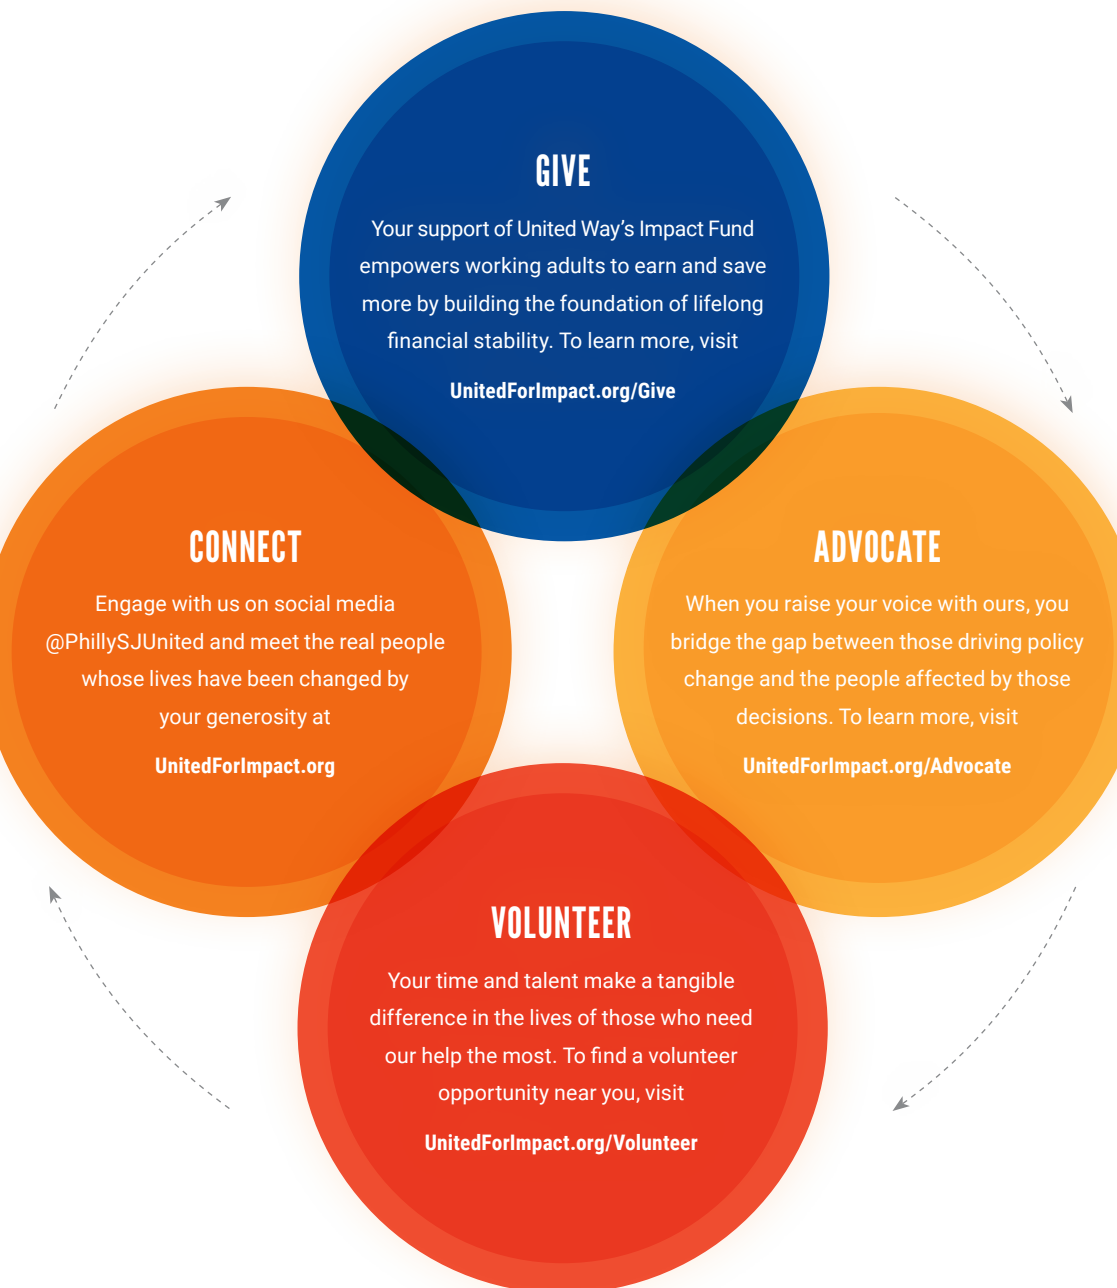 GIVE
Your support of United Way’s Impact Fund
empowers working adults to earn and save
more by building the foundation of lifelong
financial stability. To learn more, visit
UnitedForImpact.org/Give
CONNECT
Engage with us on social media
@PhillySJUnited and meet the real people
whose lives have been changed by
your generosity at
UnitedForImpact.org
ADVOCATE
When you raise your voice with ours, you
bridge the gap between those driving policy
change and the people affected by those
decisions. To learn more, visit
UnitedForImpact.org/Advocate
VOLUNTEER
Your time and talent make a tangible
difference in the lives of those who need
our help the most. To find a volunteer
opportunity near you, visit
UnitedForImpact.org/Volunteer